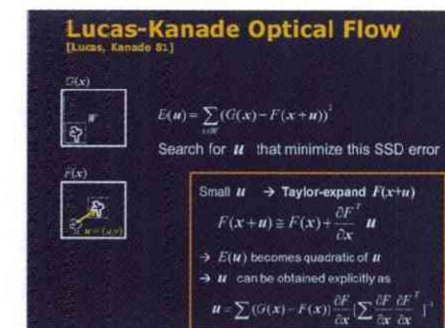 Lucas-Kanade Optical Flow
[Lucas, Kanade 81]
G(x)
W
E(u) = ∑_{x∈W} (G(x) − F(x + u))²
Search for u that minimize this SSD error
F(x)
u = (u,v)
Small u → Taylor-expand F(x+u)
F(x + u) ≅ F(x) + ∂F/∂x ᵀ u
→ E(u) becomes quadratic of u
→ u can be obtained explicitly as
u = ∑ (G(x) − F(x)) ∂F/∂x [∑ ∂F/∂x ∂F/∂x ᵀ]⁻¹